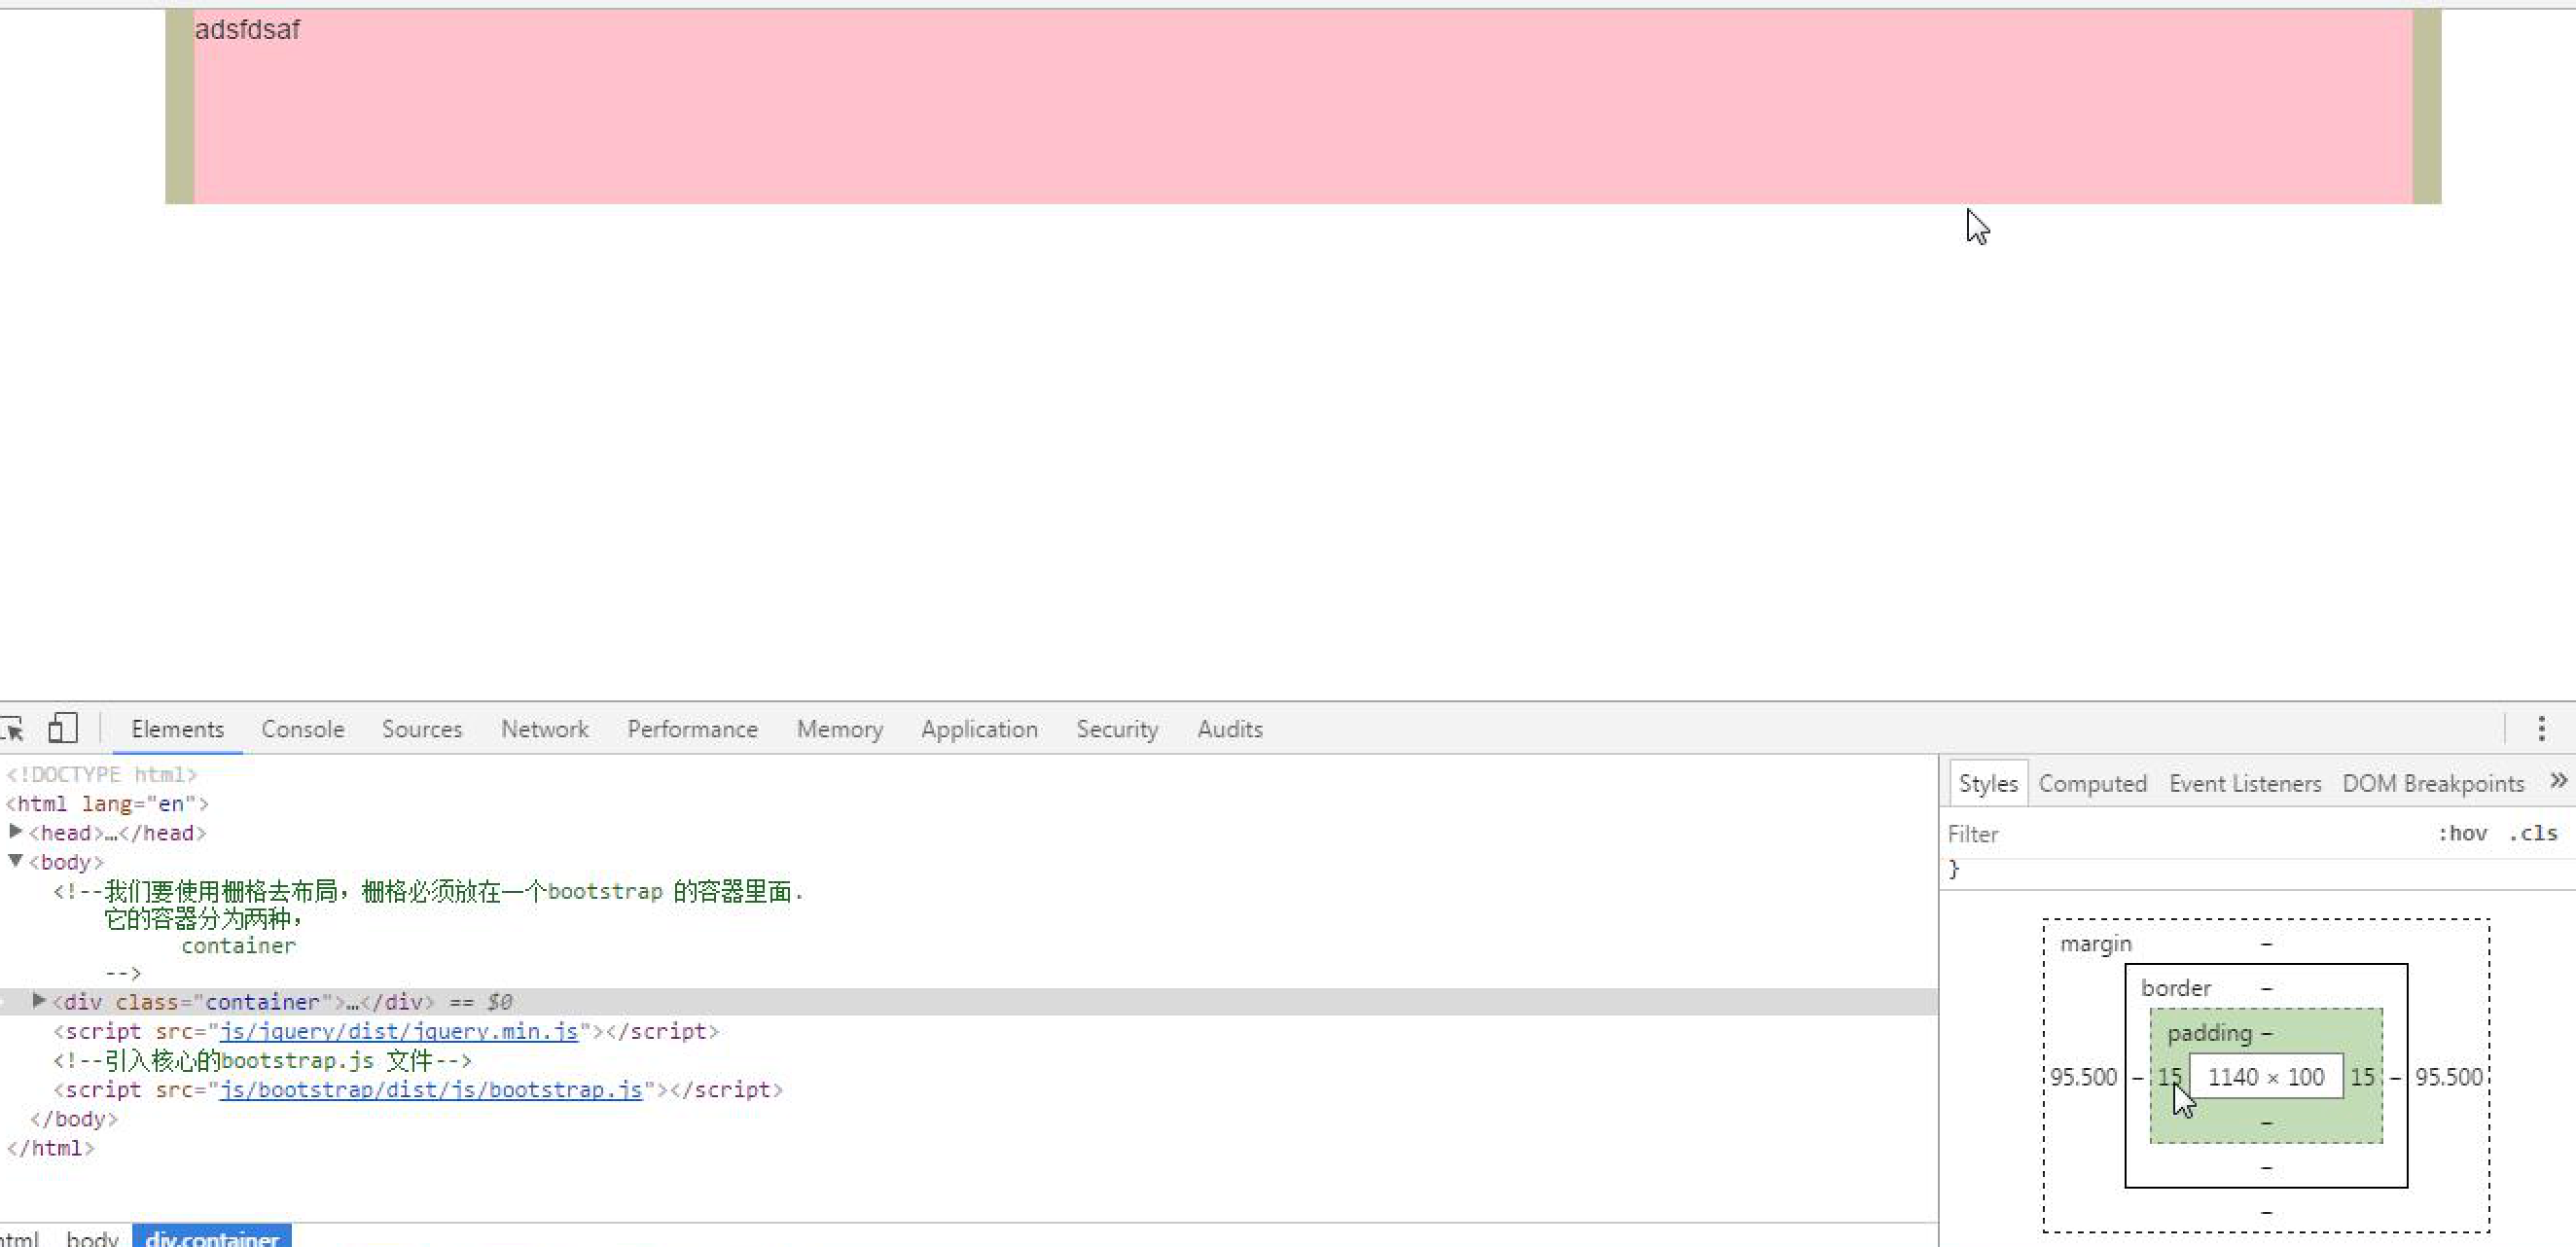 adsfdsaf
Elements Console Sources Network Performance Memory Application Security Audits
<!DOCTYPE html>
<html lang="en">
<head>…</head>
<body>
<!--我们要使用栅格去布局，栅格必须放在一个bootstrap 的容器里面.
它的容器分为两种，
container
-->
<div class="container">…</div> == $0
<script src="js/jquery/dist/jquery.min.js"></script>
<!--引入核心的bootstrap.js 文件-->
<script src="js/bootstrap/dist/js/bootstrap.js"></script>
</body>
</html>
body div.container
Styles Computed Event Listeners DOM Breakpoints »
Filter :hov .cls
}
margin –
border –
padding –
95.500 – 15 1140 × 100 15 – 95.500
–
–
–